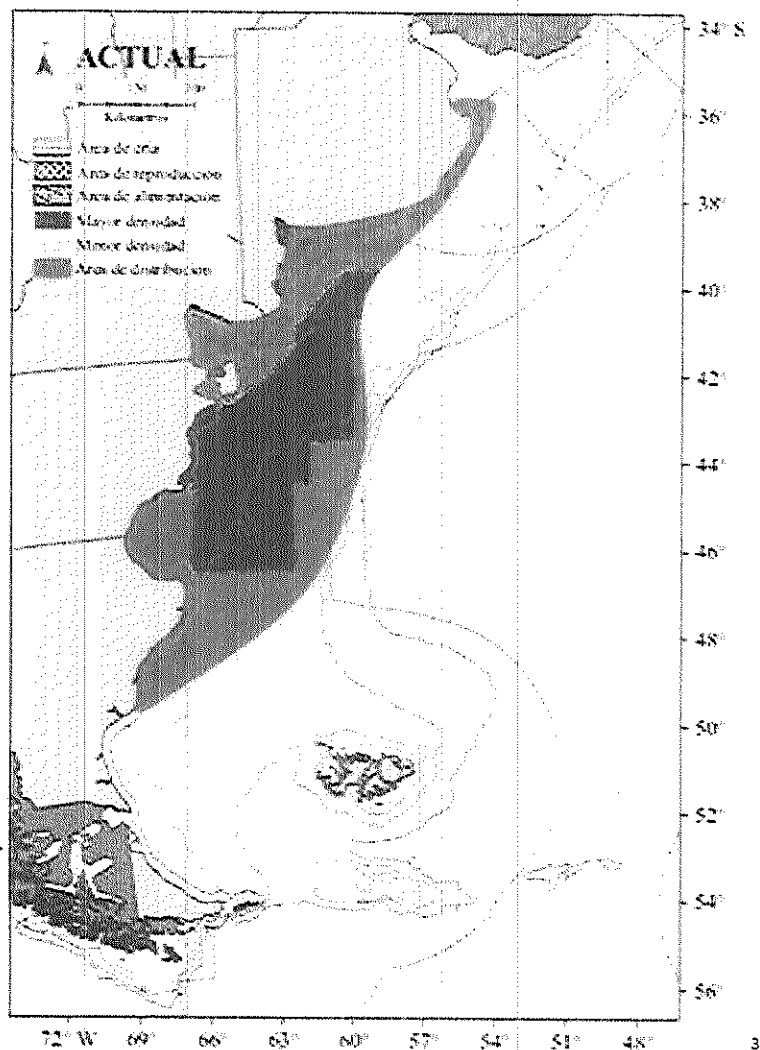 ACTUAL
Kilómetros
Área de cría
Área de reproducción
Área de alimentación
Mayor densidad
Menor densidad
Área de distribución
34° S
36°
38°
40°
42°
44°
46°
48°
50°
52°
54°
56°
72° W
69°
66°
63°
60°
57°
54°
51°
48°
3